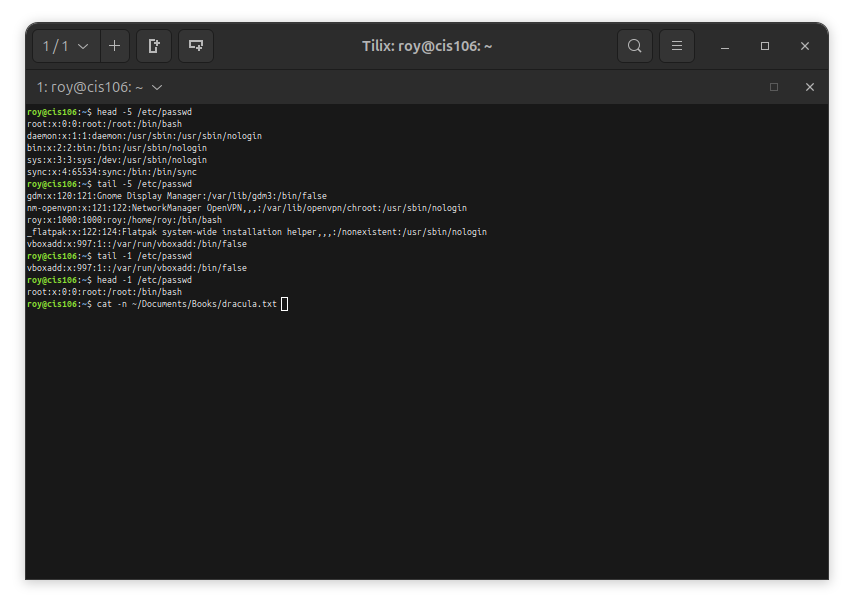 1 / 1
Tilix: roy@cis106: ~
1: roy@cis106: ~
roy@cis106:~$ head -5 /etc/passwd
root:x:0:0:root:/root:/bin/bash
daemon:x:1:1:daemon:/usr/sbin:/usr/sbin/nologin
bin:x:2:2:bin:/bin:/usr/sbin/nologin
sys:x:3:3:sys:/dev:/usr/sbin/nologin
sync:x:4:65534:sync:/bin:/bin/sync
roy@cis106:~$ tail -5 /etc/passwd
gdm:x:120:121:Gnome Display Manager:/var/lib/gdm3:/bin/false
nm-openvpn:x:121:122:NetworkManager OpenVPN,,,:/var/lib/openvpn/chroot:/usr/sbin/nologin
roy:x:1000:1000:roy:/home/roy:/bin/bash
_flatpak:x:122:124:Flatpak system-wide installation helper,,,:/nonexistent:/usr/sbin/nologin
vboxadd:x:997:1::/var/run/vboxadd:/bin/false
roy@cis106:~$ tail -1 /etc/passwd
vboxadd:x:997:1::/var/run/vboxadd:/bin/false
roy@cis106:~$ head -1 /etc/passwd
root:x:0:0:root:/root:/bin/bash
roy@cis106:~$ cat -n ~/Documents/Books/dracula.txt